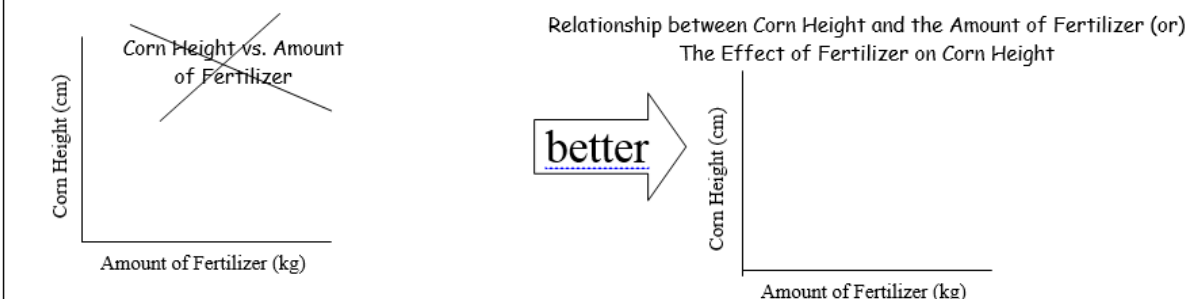 Corn Height vs. Amount
of Fertilizer
Corn Height (cm)
Amount of Fertilizer (kg)
better
Relationship between Corn Height and the Amount of Fertilizer (or)
The Effect of Fertilizer on Corn Height
Corn Height (cm)
Amount of Fertilizer (kg)